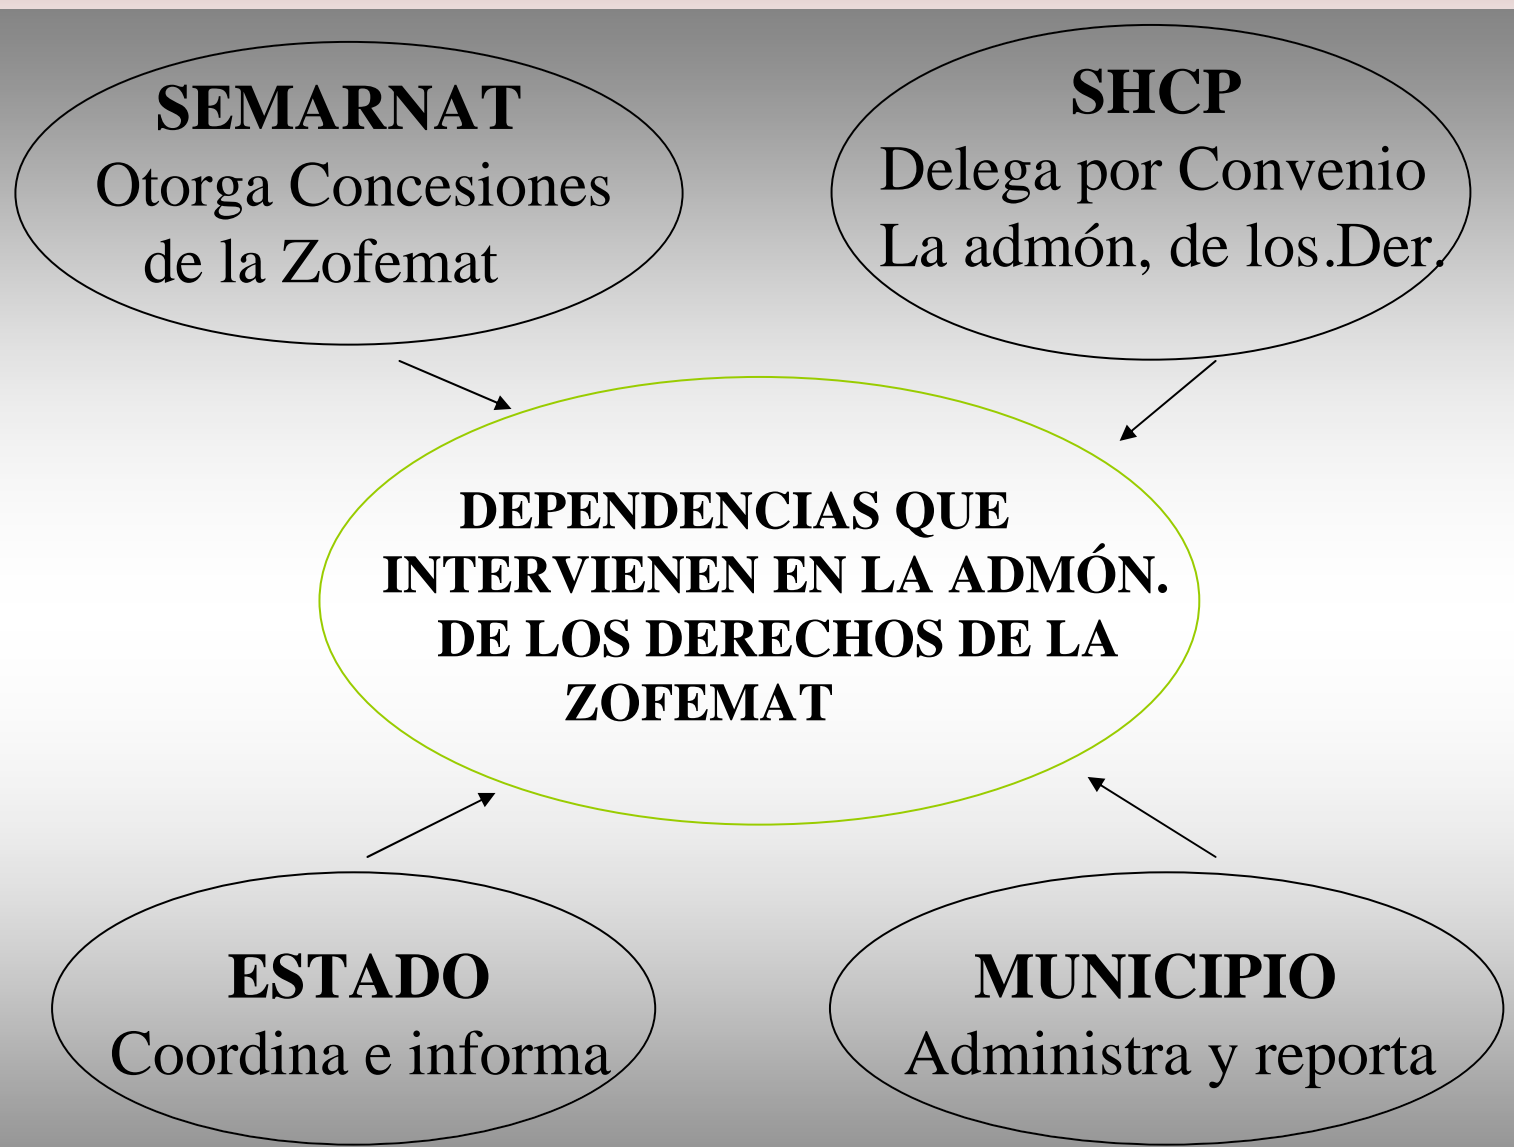 SEMARNAT
Otorga Concesiones
de la Zofemat
SHCP
Delega por Convenio
La admón, de los.Der.
DEPENDENCIAS QUE
INTERVIENEN EN LA ADMÓN.
DE LOS DERECHOS DE LA
ZOFEMAT
ESTADO
Coordina e informa
MUNICIPIO
Administra y reporta